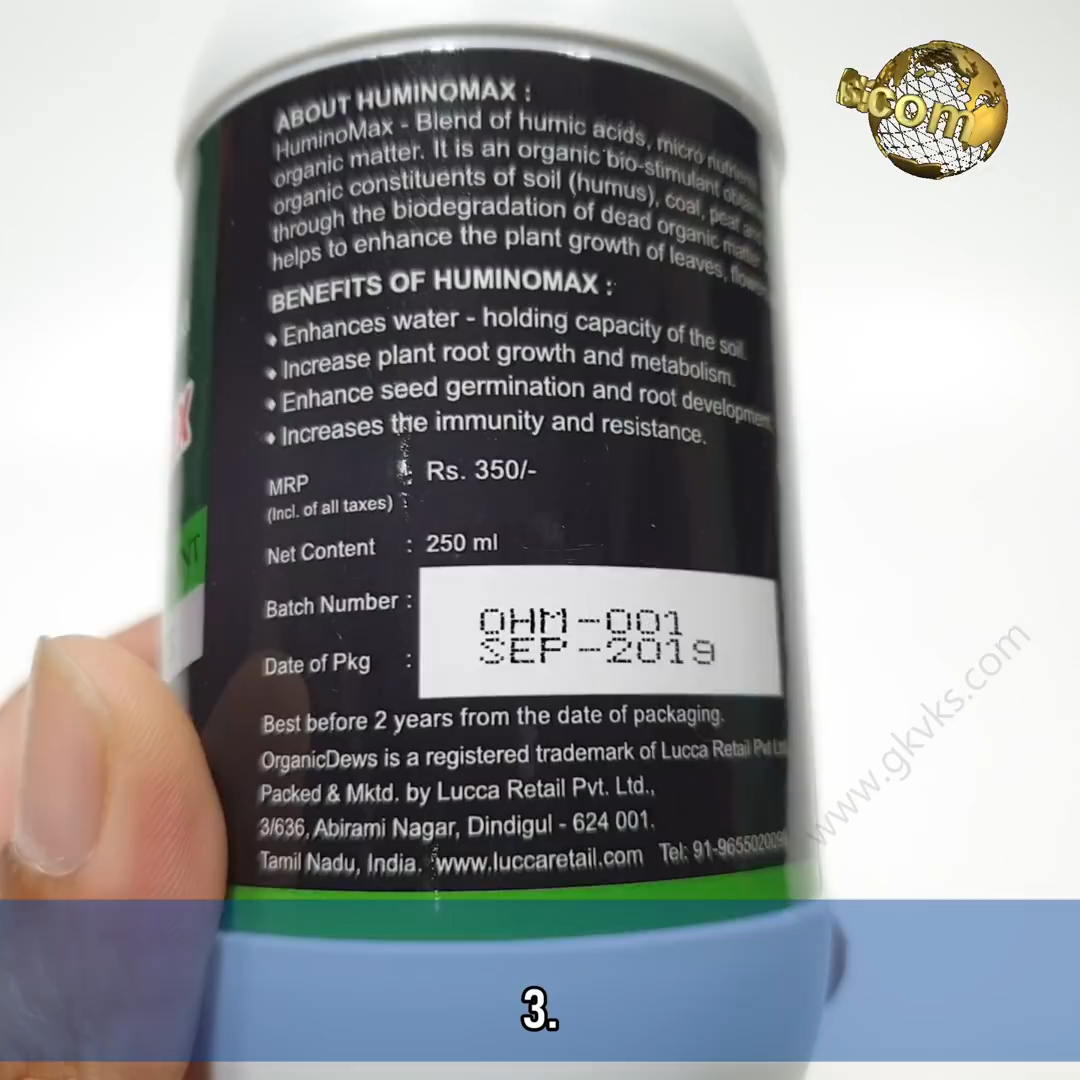 s.com
ABOUT HUMINOMAX :
HuminoMax - Blend of humic acids, micro
organic matter. It is an organic bio-stimulant
organic constituents of soil (humus), coal, peat
through the biodegradation of dead organic
helps to enhance the plant growth of leaves,
BENEFITS OF HUMINOMAX :
• Enhances water - holding capacity of the soil.
• Increase plant root growth and metabolism.
• Enhance seed germination and root
• Increases the immunity and resistance.
MRP : Rs. 350/-
(Incl. of all taxes)
Net Content : 250 ml
Batch Number : OHM-001
Date of Pkg : SEP-2019
Best before 2 years from the date of packaging.
OrganicDews is a registered trademark of Lucca Retail Pvt
Packed & Mktd. by Lucca Retail Pvt. Ltd.,
3/636, Abirami Nagar, Dindigul - 624 001.
Tamil Nadu, India. www.luccaretail.com Tel:
www.gkvks.com
3.